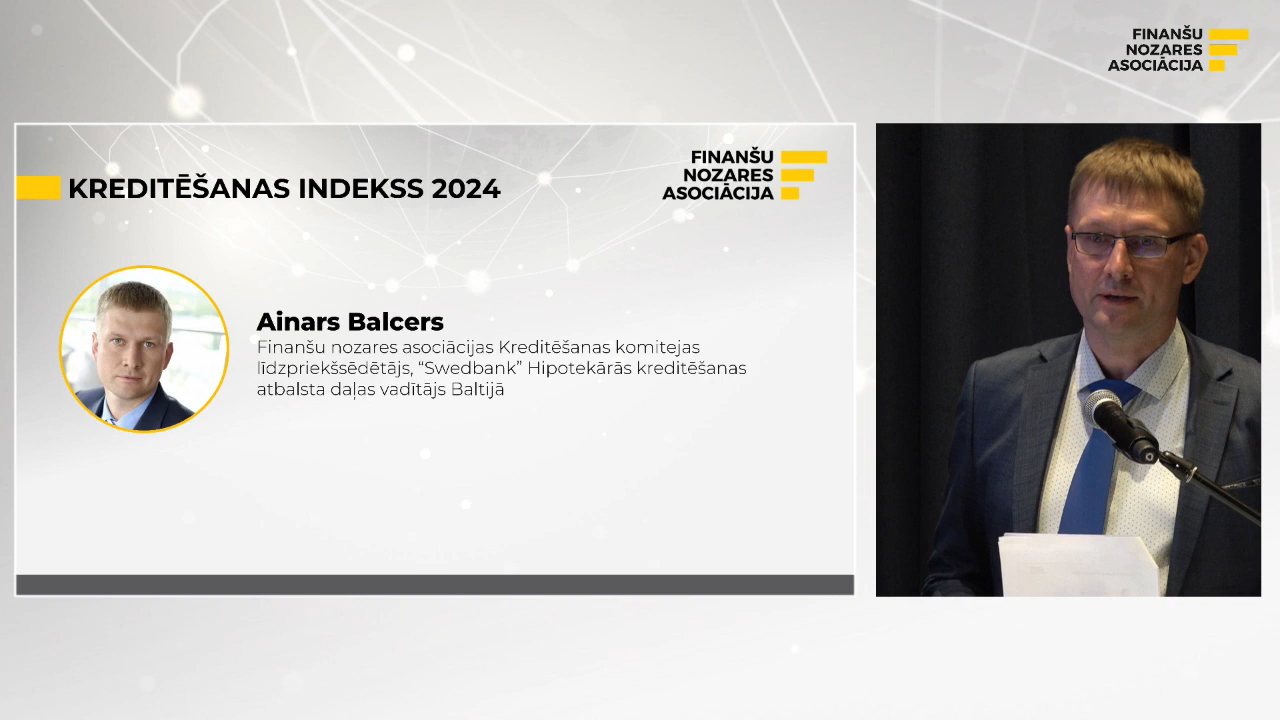 FINANŠU
NOZARES
ASOCIĀCIJA
KREDITĒŠANAS INDEKSS 2024
FINANŠU
NOZARES
ASOCIĀCIJA
Ainars Balcers
Finanšu nozares asociācijas Kreditēšanas komitejas
līdzpriekšsēdētājs, “Swedbank” Hipotekārās kreditēšanas
atbalsta daļas vadītājs Baltijā